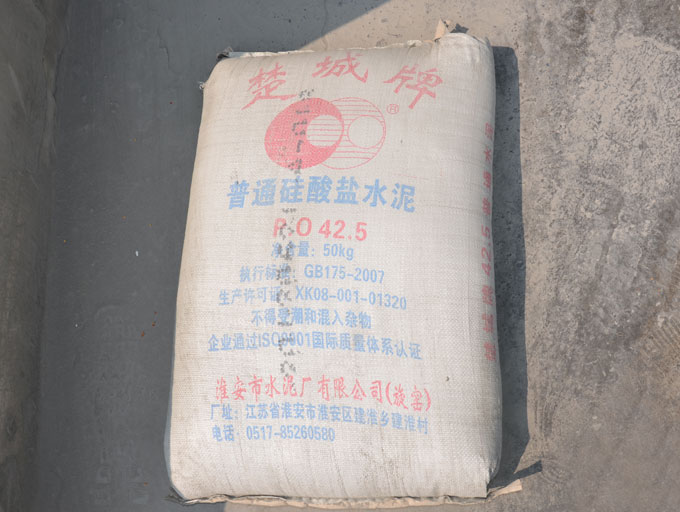 楚城牌
®
普通硅酸盐水泥
P.O 42.5
净含量: 50kg
执行标准: GB175-2007
生产许可证: XK08-001-01320
不得受潮和混入杂物
企业通过ISO9001国际质量体系认证
淮安市水泥厂有限公司(旋窑)
厂址: 江苏省淮安市淮安区建淮乡建淮村
电话: 0517-85260580